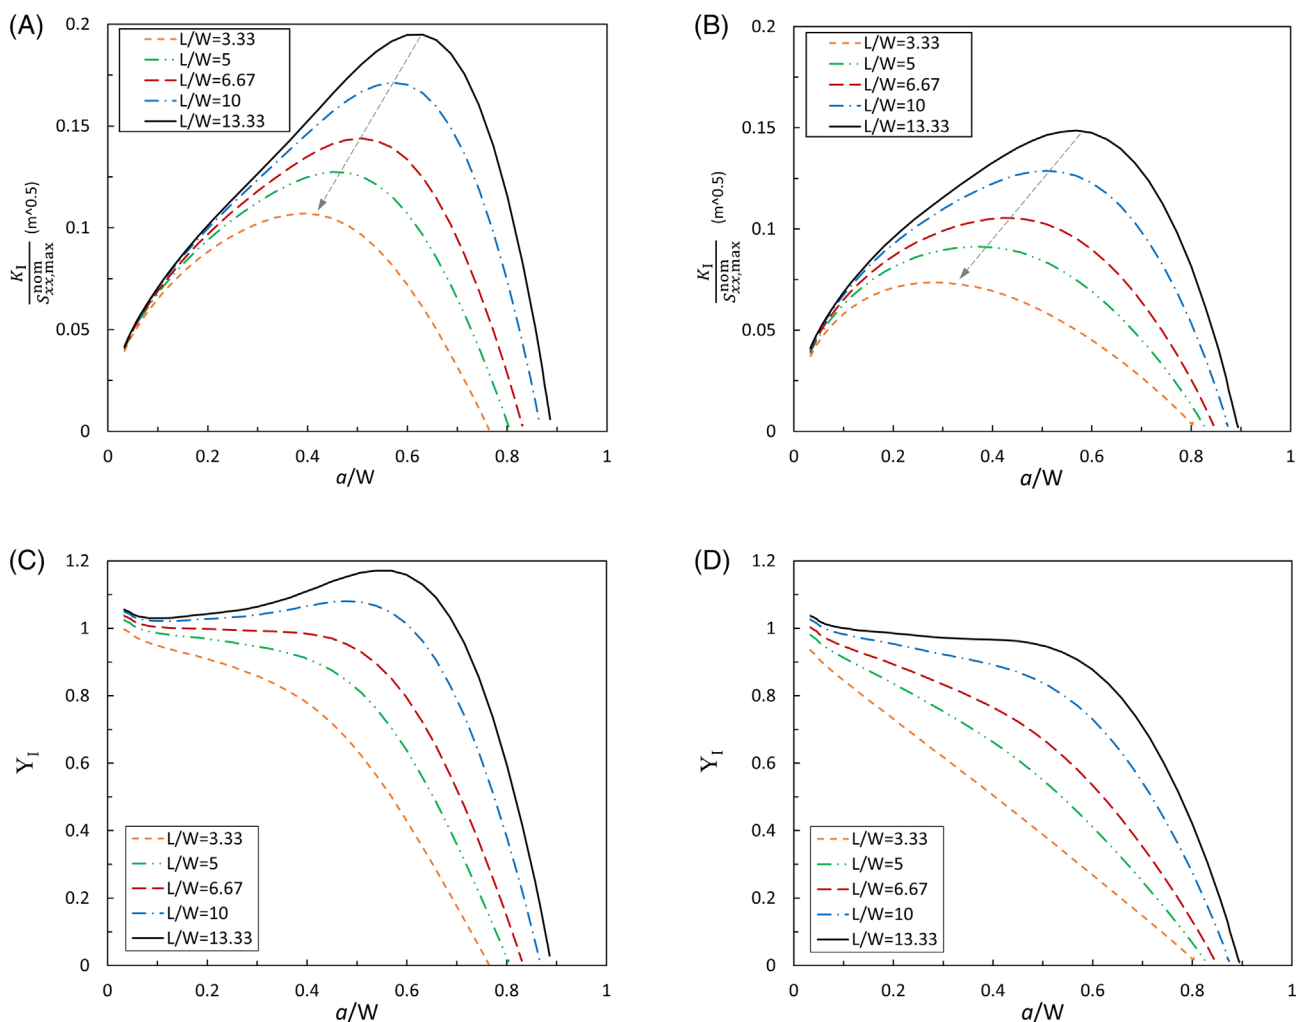 (A)
0.2
0.15
0.1
0.05
0
L/W=3.33
L/W=5
L/W=6.67
L/W=10
L/W=13.33
K_I / S^nom_xx,max (m^0.5)
0 0.2 0.4 0.6 0.8 1
a/W
(B)
0.2
0.15
0.1
0.05
0
L/W=3.33
L/W=5
L/W=6.67
L/W=10
L/W=13.33
K_I / S^nom_xx,max (m^0.5)
0 0.2 0.4 0.6 0.8 1
a/W
(C)
1.2
1
0.8
0.6
0.4
0.2
0
Y_I
L/W=3.33
L/W=5
L/W=6.67
L/W=10
L/W=13.33
0 0.2 0.4 0.6 0.8 1
a/W
(D)
1.2
1
0.8
0.6
0.4
0.2
0
Y_I
L/W=3.33
L/W=5
L/W=6.67
L/W=10
L/W=13.33
0 0.2 0.4 0.6 0.8 1
a/W